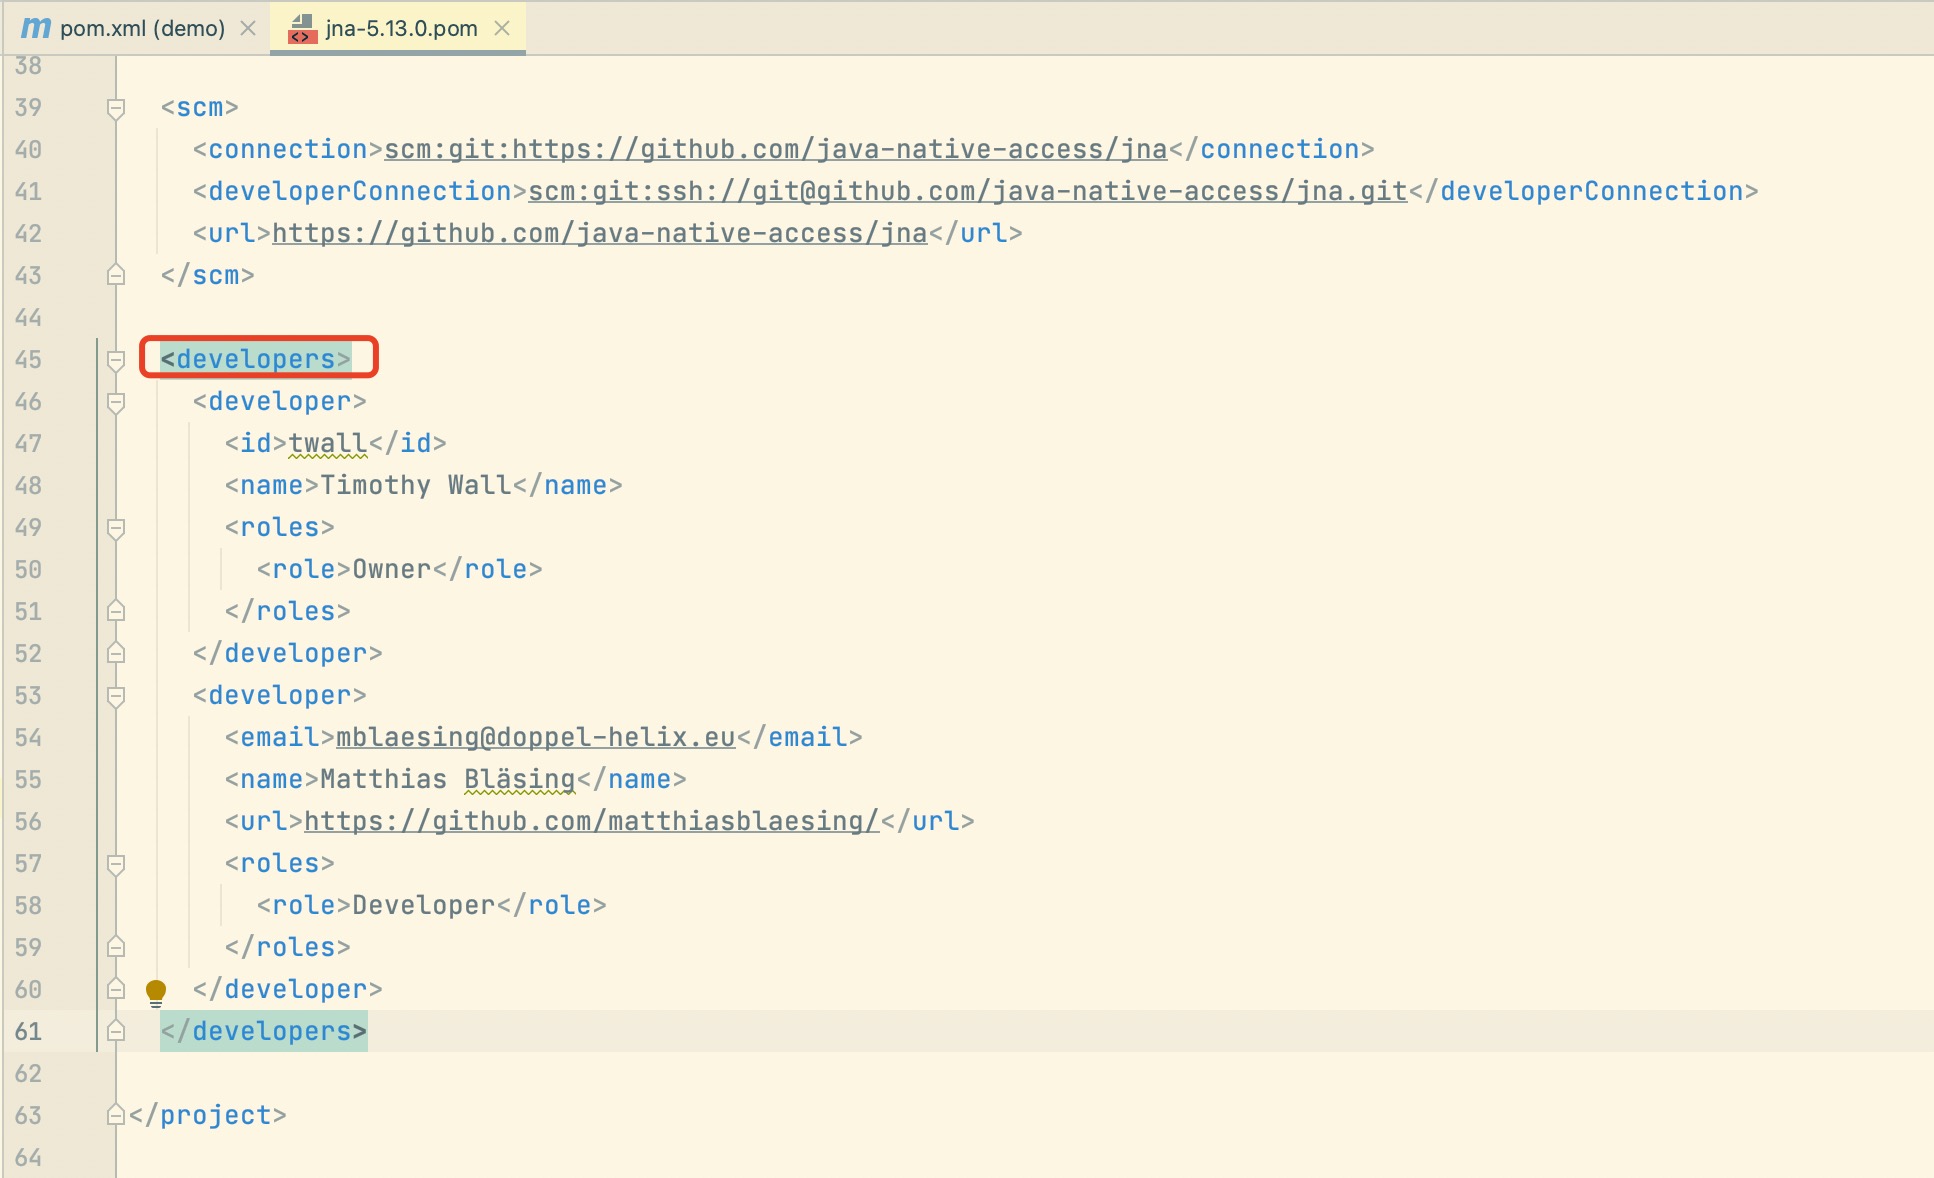 pom.xml (demo)
jna-5.13.0.pom
38
39 <scm>
40 <connection>scm:git:https://github.com/java-native-access/jna</connection>
41 <developerConnection>scm:git:ssh://git@github.com/java-native-access/jna.git</developerConnection>
42 <url>https://github.com/java-native-access/jna</url>
43 </scm>
44
45 <developers>
46 <developer>
47 <id>twall</id>
48 <name>Timothy Wall</name>
49 <roles>
50 <role>Owner</role>
51 </roles>
52 </developer>
53 <developer>
54 <email>mblaesing@doppel-helix.eu</email>
55 <name>Matthias Bläsing</name>
56 <url>https://github.com/matthiasblaesing/</url>
57 <roles>
58 <role>Developer</role>
59 </roles>
60 </developer>
61 </developers>
62
63 </project>
64